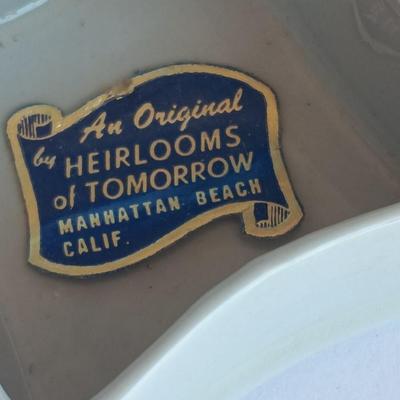 An Original
by HEIRLOOMS
of TOMORROW
MANHATTAN BEACH
CALIF.